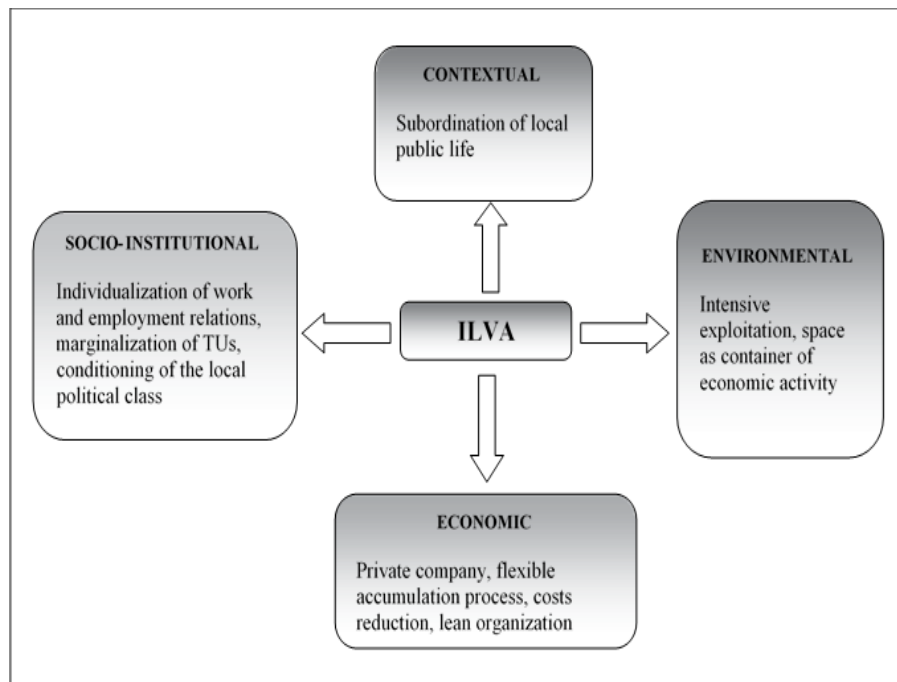 CONTEXTUAL
Subordination of local
public life
SOCIO-INSTITUTIONAL
Individualization of work
and employment relations,
marginalization of TUs,
conditioning of the local
political class
ILVA
ENVIRONMENTAL
Intensive
exploitation, space
as container of
economic activity
ECONOMIC
Private company, flexible
accumulation process, costs
reduction, lean organization